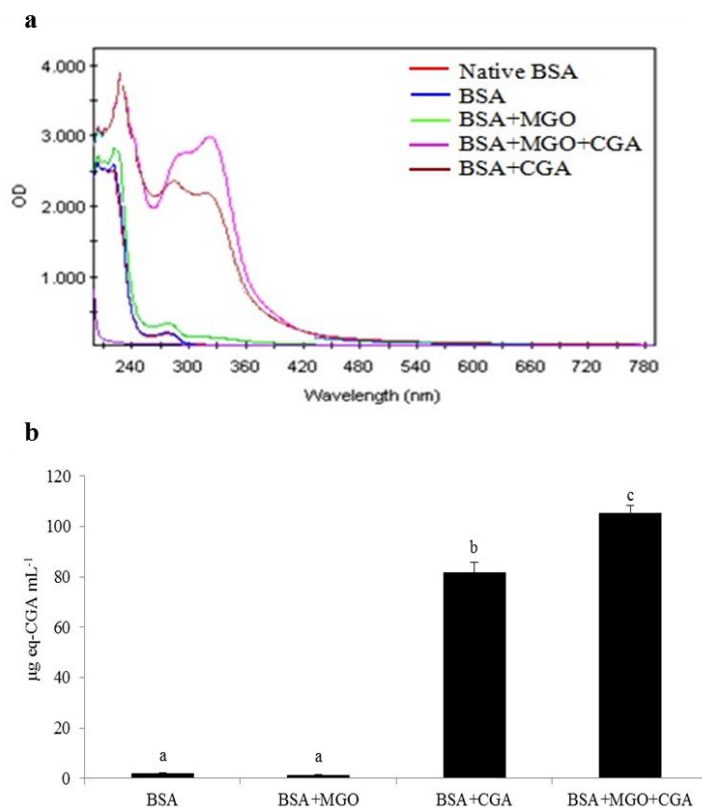 a
4.000
3.000
2.000
1.000
OD
240 300 360 420 480 540 600 660 720 780
Wavelength (nm)
Native BSA
BSA
BSA+MGO
BSA+MGO+CGA
BSA+CGA
b
120
100
80
60
40
20
0
µg eq-CGA mL⁻¹
a
a
b
c
BSA BSA+MGO BSA+CGA BSA+MGO+CGA